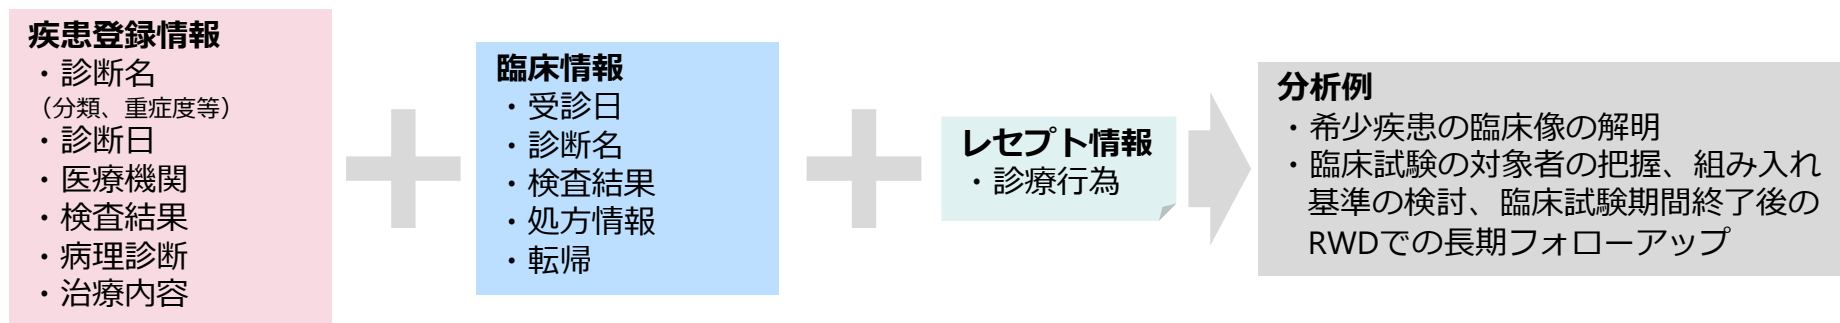 疾患登録情報
・診断名
（分類、重症度等）
・診断日
・医療機関
・検査結果
・病理診断
・治療内容
臨床情報
・受診日
・診断名
・検査結果
・処方情報
・転帰
レセプト情報
・診療行為
分析例
・希少疾患の臨床像の解明
・臨床試験の対象者の把握、組み入れ
基準の検討、臨床試験期間終了後の
RWDでの長期フォローアップ